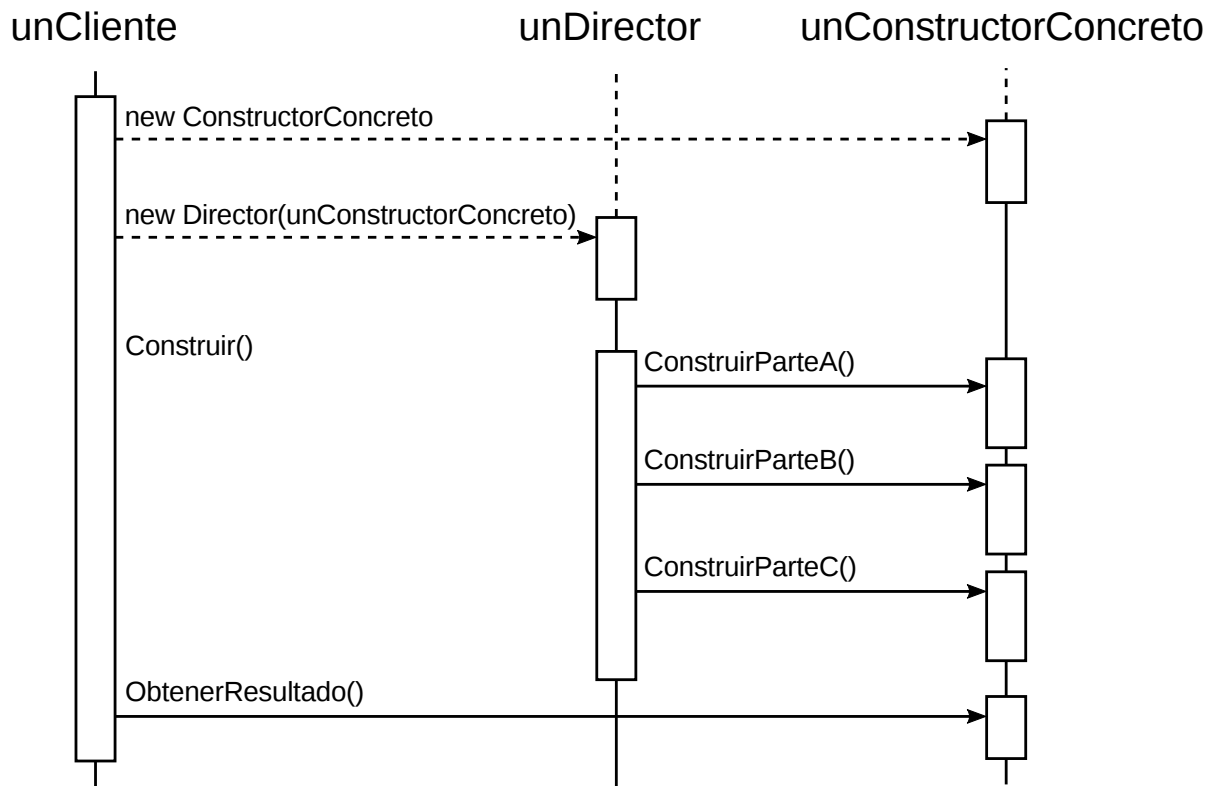 unCliente
unDirector
unConstructorConcreto
new ConstructorConcreto
new Director(unConstructorConcreto)
Construir()
ConstruirParteA()
ConstruirParteB()
ConstruirParteC()
ObtenerResultado()